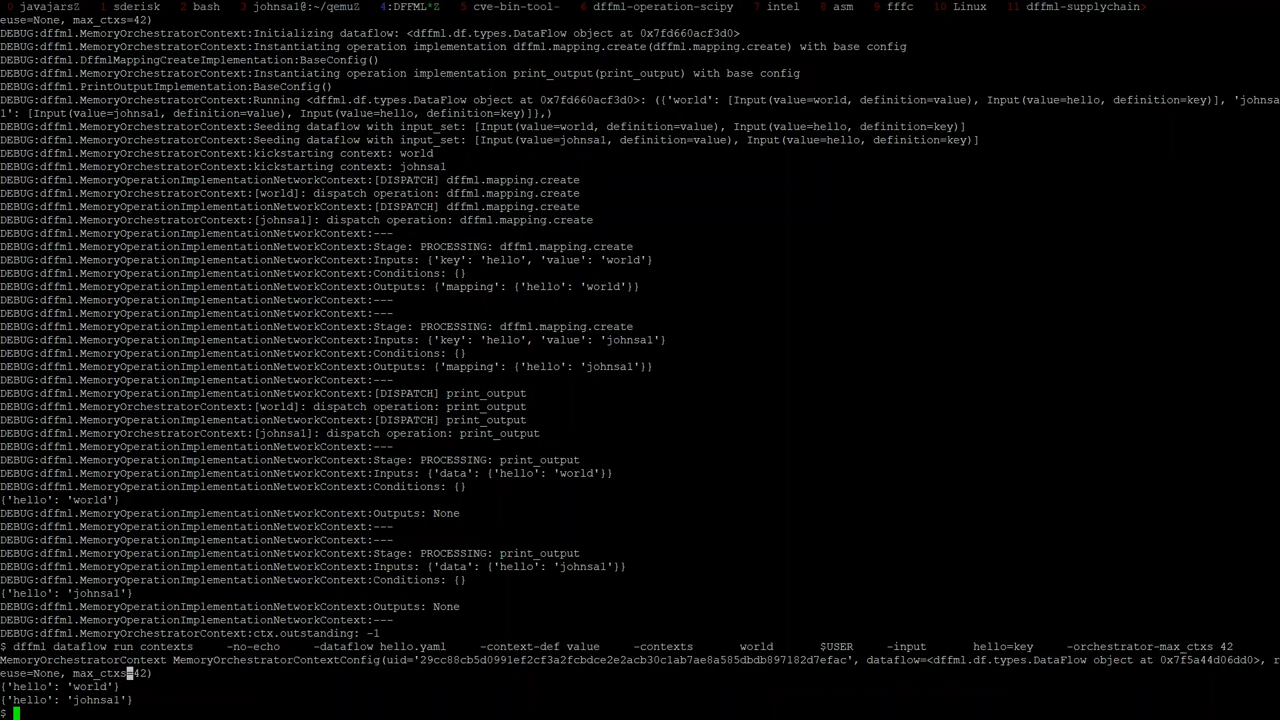 0 javajarsZ  1 sderisk  2 bash  3 johnsa1@:~/qemuZ  4:DFFML*Z  5 cve-bin-tool-  6 dffml-operation-scipy  7 intel  8 asm  9 fffc  10 Linux  11 dffml-supplychain>
euse=None, max_ctxs=42)
DEBUG:dffml.MemoryOrchestratorContext:Initializing dataflow: <dffml.df.types.DataFlow object at 0x7fd660acf3d0>
DEBUG:dffml.MemoryOrchestratorContext:Instantiating operation implementation dffml.mapping.create(dffml.mapping.create) with base config
DEBUG:dffml.DffmlMappingCreateImplementation:BaseConfig()
DEBUG:dffml.MemoryOrchestratorContext:Instantiating operation implementation print_output(print_output) with base config
DEBUG:dffml.PrintOutputImplementation:BaseConfig()
DEBUG:dffml.MemoryOrchestratorContext:Running <dffml.df.types.DataFlow object at 0x7fd660acf3d0>: ({'world': [Input(value=world, definition=value), Input(value=hello, definition=key)], 'johnsa
1': [Input(value=johnsa1, definition=value), Input(value=hello, definition=key)]},)
DEBUG:dffml.MemoryOrchestratorContext:Seeding dataflow with input_set: [Input(value=world, definition=value), Input(value=hello, definition=key)]
DEBUG:dffml.MemoryOrchestratorContext:Seeding dataflow with input_set: [Input(value=johnsa1, definition=value), Input(value=hello, definition=key)]
DEBUG:dffml.MemoryOrchestratorContext:kickstarting context: world
DEBUG:dffml.MemoryOrchestratorContext:kickstarting context: johnsa1
DEBUG:dffml.MemoryOperationImplementationNetworkContext:[DISPATCH] dffml.mapping.create
DEBUG:dffml.MemoryOrchestratorContext:[world]: dispatch operation: dffml.mapping.create
DEBUG:dffml.MemoryOperationImplementationNetworkContext:[DISPATCH] dffml.mapping.create
DEBUG:dffml.MemoryOrchestratorContext:[johnsa1]: dispatch operation: dffml.mapping.create
DEBUG:dffml.MemoryOperationImplementationNetworkContext:---
DEBUG:dffml.MemoryOperationImplementationNetworkContext:Stage: PROCESSING: dffml.mapping.create
DEBUG:dffml.MemoryOperationImplementationNetworkContext:Inputs: {'key': 'hello', 'value': 'world'}
DEBUG:dffml.MemoryOperationImplementationNetworkContext:Conditions: {}
DEBUG:dffml.MemoryOperationImplementationNetworkContext:Outputs: {'mapping': {'hello': 'world'}}
DEBUG:dffml.MemoryOperationImplementationNetworkContext:---
DEBUG:dffml.MemoryOperationImplementationNetworkContext:---
DEBUG:dffml.MemoryOperationImplementationNetworkContext:Stage: PROCESSING: dffml.mapping.create
DEBUG:dffml.MemoryOperationImplementationNetworkContext:Inputs: {'key': 'hello', 'value': 'johnsa1'}
DEBUG:dffml.MemoryOperationImplementationNetworkContext:Conditions: {}
DEBUG:dffml.MemoryOperationImplementationNetworkContext:Outputs: {'mapping': {'hello': 'johnsa1'}}
DEBUG:dffml.MemoryOperationImplementationNetworkContext:---
DEBUG:dffml.MemoryOperationImplementationNetworkContext:[DISPATCH] print_output
DEBUG:dffml.MemoryOrchestratorContext:[world]: dispatch operation: print_output
DEBUG:dffml.MemoryOperationImplementationNetworkContext:[DISPATCH] print_output
DEBUG:dffml.MemoryOrchestratorContext:[johnsa1]: dispatch operation: print_output
DEBUG:dffml.MemoryOperationImplementationNetworkContext:---
DEBUG:dffml.MemoryOperationImplementationNetworkContext:Stage: PROCESSING: print_output
DEBUG:dffml.MemoryOperationImplementationNetworkContext:Inputs: {'data': {'hello': 'world'}}
DEBUG:dffml.MemoryOperationImplementationNetworkContext:Conditions: {}
{'hello': 'world'}
DEBUG:dffml.MemoryOperationImplementationNetworkContext:Outputs: None
DEBUG:dffml.MemoryOperationImplementationNetworkContext:---
DEBUG:dffml.MemoryOperationImplementationNetworkContext:---
DEBUG:dffml.MemoryOperationImplementationNetworkContext:Stage: PROCESSING: print_output
DEBUG:dffml.MemoryOperationImplementationNetworkContext:Inputs: {'data': {'hello': 'johnsa1'}}
DEBUG:dffml.MemoryOperationImplementationNetworkContext:Conditions: {}
{'hello': 'johnsa1'}
DEBUG:dffml.MemoryOperationImplementationNetworkContext:Outputs: None
DEBUG:dffml.MemoryOperationImplementationNetworkContext:---
DEBUG:dffml.MemoryOrchestratorContext:ctx.outstanding: -1
$ dffml dataflow run contexts     -no-echo     -dataflow hello.yaml     -context-def value     -contexts       world       $USER     -input       hello=key     -orchestrator-max_ctxs 42
MemoryOrchestratorContext MemoryOrchestratorContextConfig(uid='29cc88cb5d0991ef2cf3a2fcbdce2e2acb30c1ab7ae8a585dbdb897182d7efac', dataflow=<dffml.df.types.DataFlow object at 0x7f5a44d06dd0>, r
euse=None, max_ctxs=42)
{'hello': 'world'}
{'hello': 'johnsa1'}
$